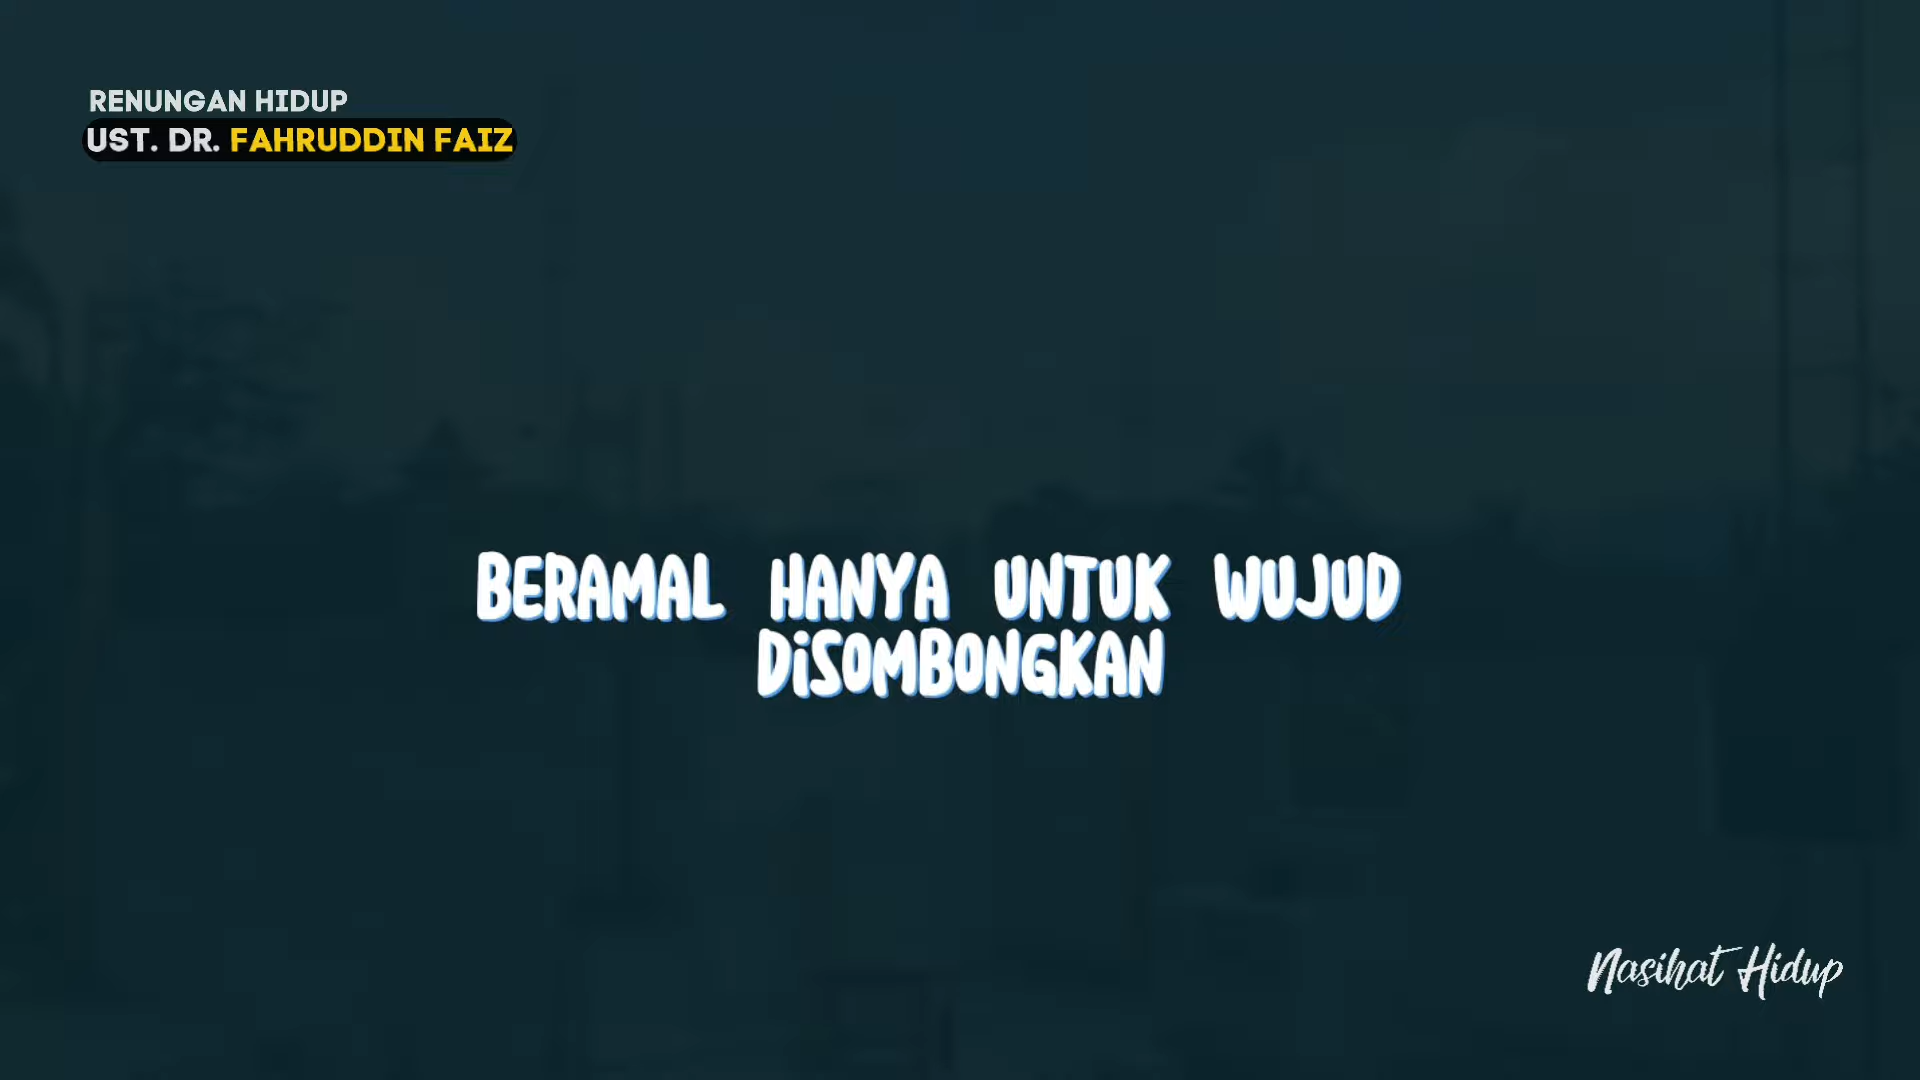 RENUNGAN HIDUP
UST. DR. FAHRUDDIN FAIZ
BERAMAL HANYA UNTUK WUJUD
DISOMBONGKAN
Nasihat Hidup